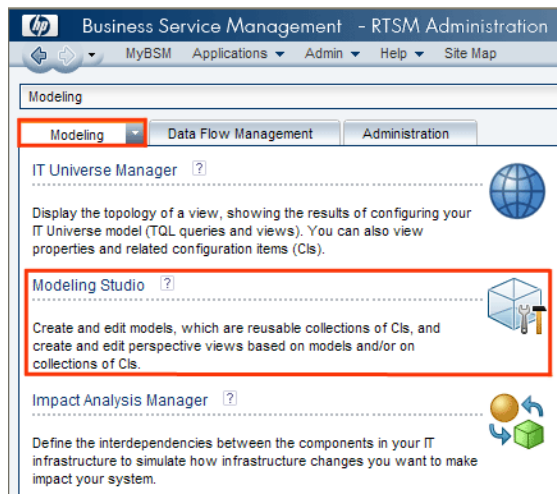 hp Business Service Management - RTSM Administration
MyBSM Applications Admin Help Site Map
Modeling
Modeling Data Flow Management Administration
IT Universe Manager ?
Display the topology of a view, showing the results of configuring your
IT Universe model (TQL queries and views). You can also view
properties and related configuration items (CIs).
Modeling Studio ?
Create and edit models, which are reusable collections of CIs, and
create and edit perspective views based on models and/or on
collections of CIs.
Impact Analysis Manager ?
Define the interdependencies between the components in your IT
infrastructure to simulate how infrastructure changes you want to make
impact your system.